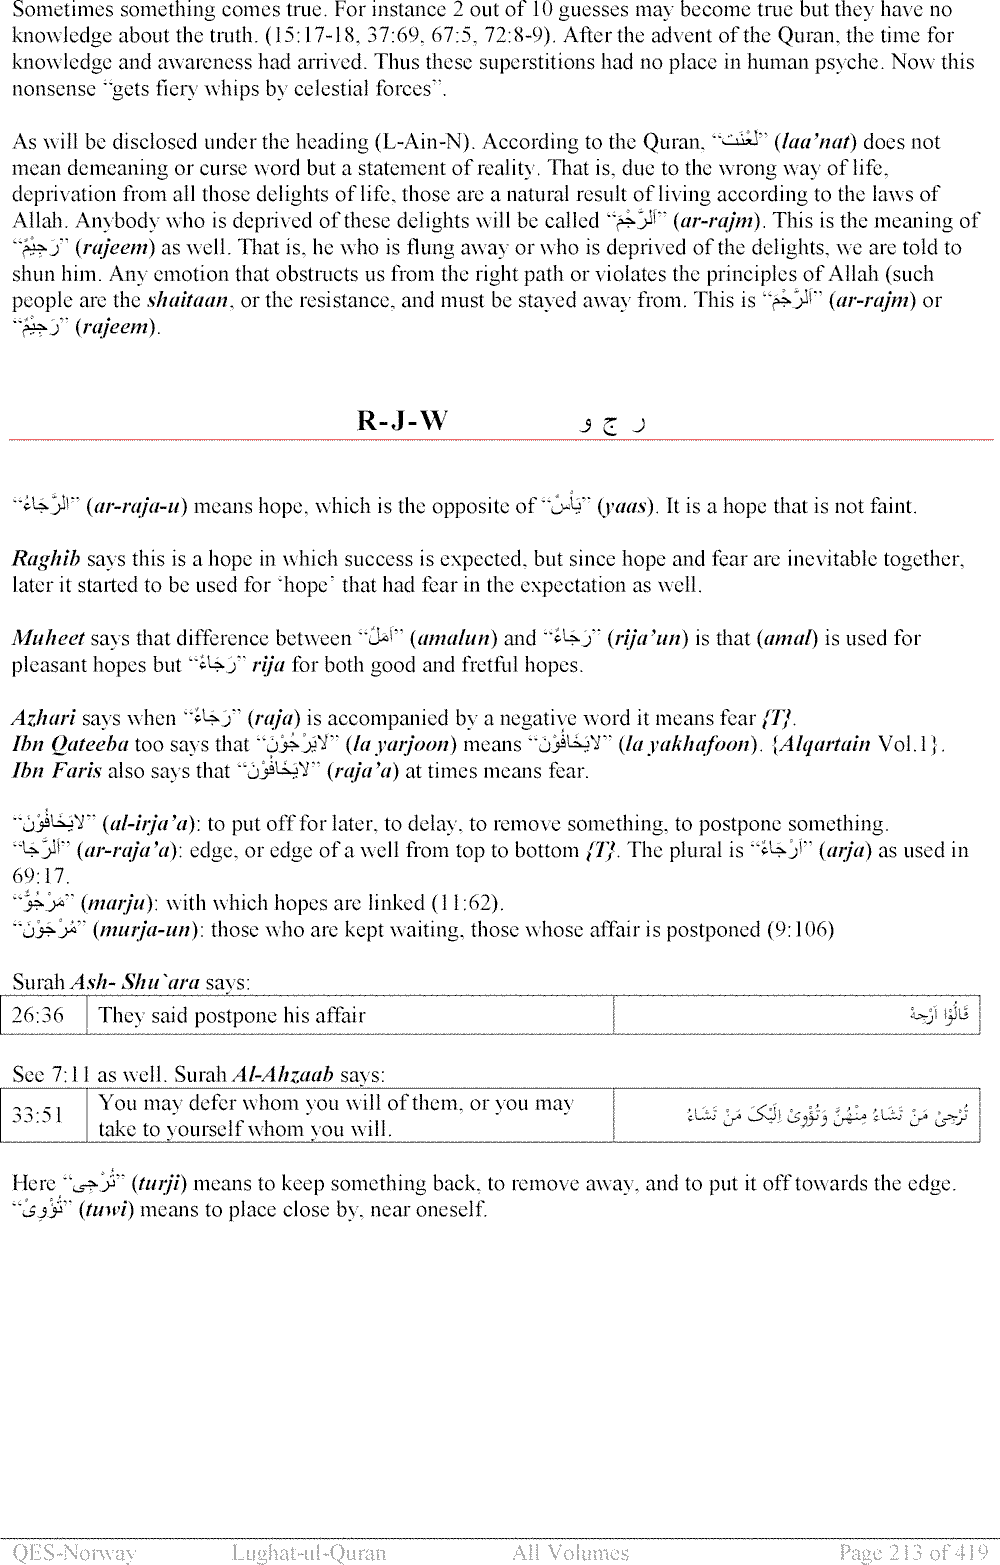 Sometimes something comes true. For instance 2 out of 10 guesses may become true but they have no
knowledge about the truth. (15:17-18, 37:69, 67:5, 72:8-9). After the advent of the Quran, the time for
knowledge and awareness had arrived. Thus these superstitions had no place in human psyche. Now this
nonsense “gets fiery whips by celestial forces”.
As will be disclosed under the heading (L-Ain-N). According to the Quran, “لَعْنَت” (laa’nat) does not
mean demeaning or curse word but a statement of reality. That is, due to the wrong way of life,
deprivation from all those delights of life, those are a natural result of living according to the laws of
Allah. Anybody who is deprived of these delights will be called “اَلرَّجْمُ” (ar-rajm). This is the meaning of
“رَجِيْمٌ” (rajeem) as well. That is, he who is flung away or who is deprived of the delights, we are told to
shun him. Any emotion that obstructs us from the right path or violates the principles of Allah (such
people are the shaitaan, or the resistance, and must be stayed away from. This is “اَلرَّجْمُ” (ar-rajm) or
“رَجِيْمٌ” (rajeem).
R-J-W ر ج و
“الرَّجَاءُ” (ar-raja-u) means hope, which is the opposite of “يَأْسٌ” (yaas). It is a hope that is not faint.
Raghib says this is a hope in which success is expected, but since hope and fear are inevitable together,
later it started to be used for ‘hope’ that had fear in the expectation as well.
Muheet says that difference between “اَمَلٌ” (amalun) and “رَجَاءٌ” (rija’un) is that (amal) is used for
pleasant hopes but “رَجَاءٌ” rija for both good and fretful hopes.
Azhari says when “رَجَاءٌ” (raja) is accompanied by a negative word it means fear {T}.
Ibn Qateeba too says that “لاَيَرْجُوْنَ” (la yarjoon) means “لاَيَخَافُوْنَ” (la yakhafoon). {Alqartain Vol.1}.
Ibn Faris also says that “لاَيَخَافُوْنَ” (raja’a) at times means fear.
“لاَيَخَافُوْنَ” (al-irja’a): to put off for later, to delay, to remove something, to postpone something.
“اَلرَّجَا” (ar-raja’a): edge, or edge of a well from top to bottom {T}. The plural is “اَرْجَاءٌ” (arja) as used in
69:17.
“مَرْجُوٌّ” (marju): with which hopes are linked (11:62).
“مُرْجَوْنَ” (murja-un): those who are kept waiting, those whose affair is postponed (9:106)
Surah Ash- Shu`ara says:
26:36 They said postpone his affair قَالُوْا اَرْجِهْ
See 7:11 as well. Surah Al-Ahzaab says:
33:51 You may defer whom you will of them, or you may
take to yourself whom you will. تُرْجِىْ مَنْ تَشَاءُ مِنْهُنَّ وَتُؤْوِىْ اِلَيْکَ مَنْ تَشَاءُ
Here “تُرْجِى” (turji) means to keep something back, to remove away, and to put it off towards the edge.
“تُؤْوِىْ” (tuwi) means to place close by, near oneself.
QES-Norway Lughat-ul-Quran All Volumes Page 213 of 419